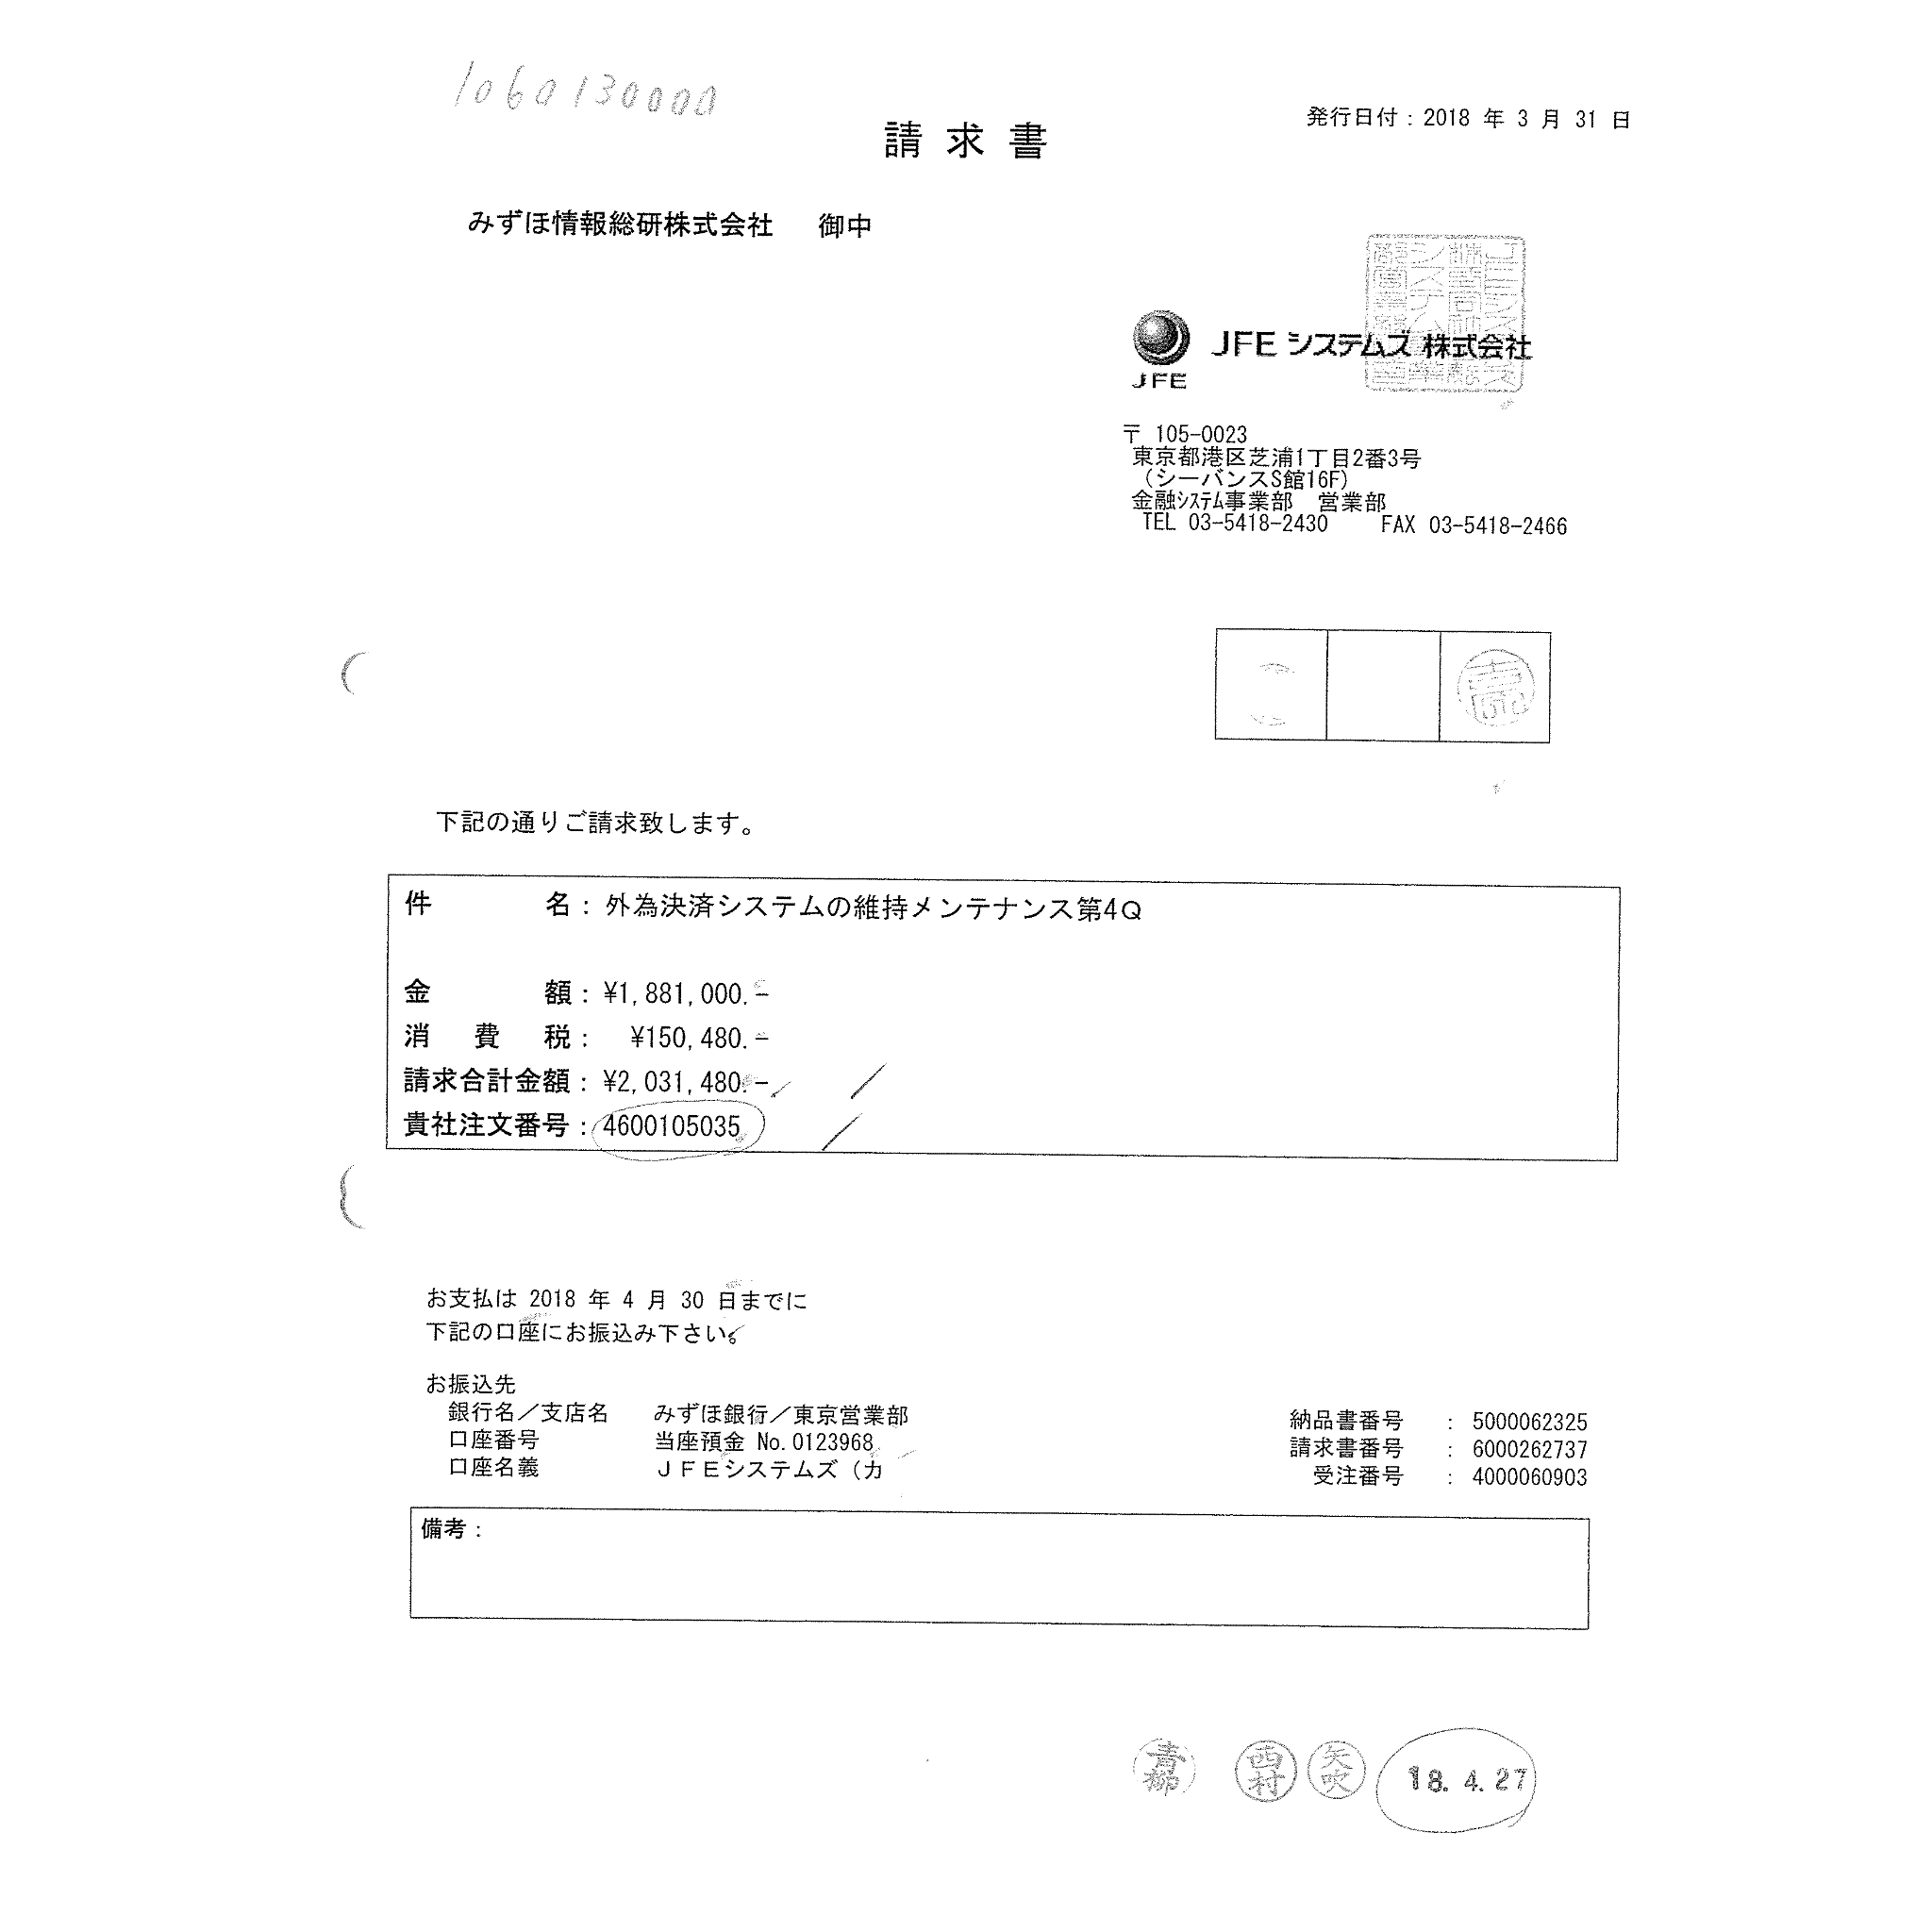 1060130000
発行日付：2018 年 3 月 31 日
請 求 書
みずほ情報総研株式会社 御中
JFE システムズ 株式会社
JFE
〒 105-0023
東京都港区芝浦1丁目2番3号
（シーバンスS館16F）
金融ｼｽﾃﾑ事業部 営業部
TEL 03-5418-2430 FAX 03-5418-2466
下記の通りご請求致します。
件 名：外為決済システムの維持メンテナンス第4Q
金 額：¥1,881,000.-
消 費 税： ¥150,480.-
請求合計金額：¥2,031,480.-
貴社注文番号：4600105035
お支払は 2018 年 4 月 30 日までに
下記の口座にお振込み下さい。
お振込先
銀行名／支店名 みずほ銀行／東京営業部
口座番号 当座預金 No.0123968
口座名義 ＪＦＥシステムズ（カ
納品書番号 ： 5000062325
請求書番号 ： 6000262737
受注番号 ： 4000060903
備考：
青柳 西村 矢吹 18. 4. 27